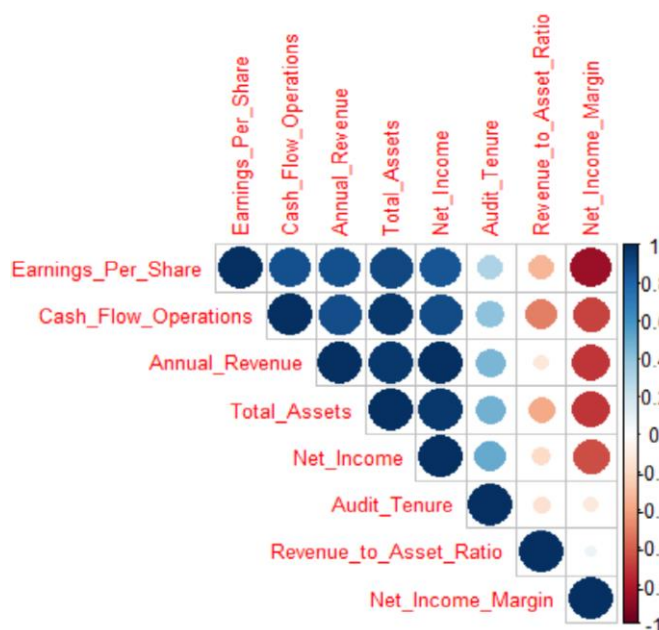 Earnings_Per_Share
Cash_Flow_Operations
Annual_Revenue
Total_Assets
Net_Income
Audit_Tenure
Revenue_to_Asset_Ratio
Net_Income_Margin
Earnings_Per_Share
Cash_Flow_Operations
Annual_Revenue
Total_Assets
Net_Income
Audit_Tenure
Revenue_to_Asset_Ratio
Net_Income_Margin
1
0
-1